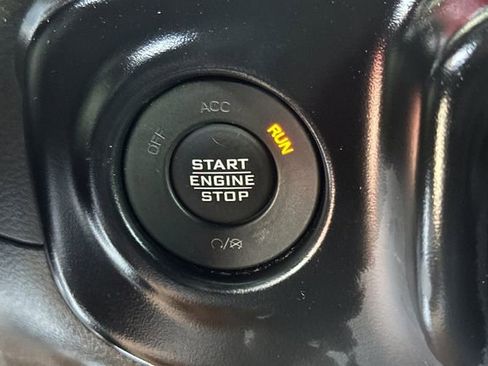 ACC
OFF
RUN
START
ENGINE
STOP